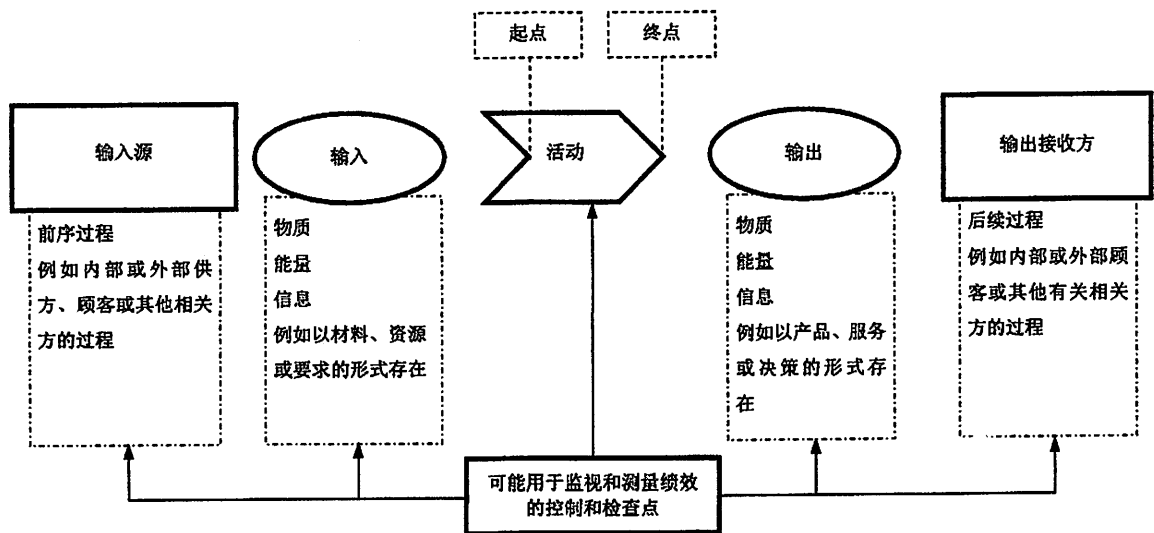 起点
终点
输入源
输入
活动
输出
输出接收方
前序过程
例如内部或外部供
方、顾客或其他相关
方的过程
物质
能量
信息
例如以材料、资源
或要求的形式存在
物质
能量
信息
例如以产品、服务
或决策的形式存
在
后续过程
例如内部或外部顾
客或其他有关相关
方的过程
可能用于监视和测量绩效
的控制和检查点